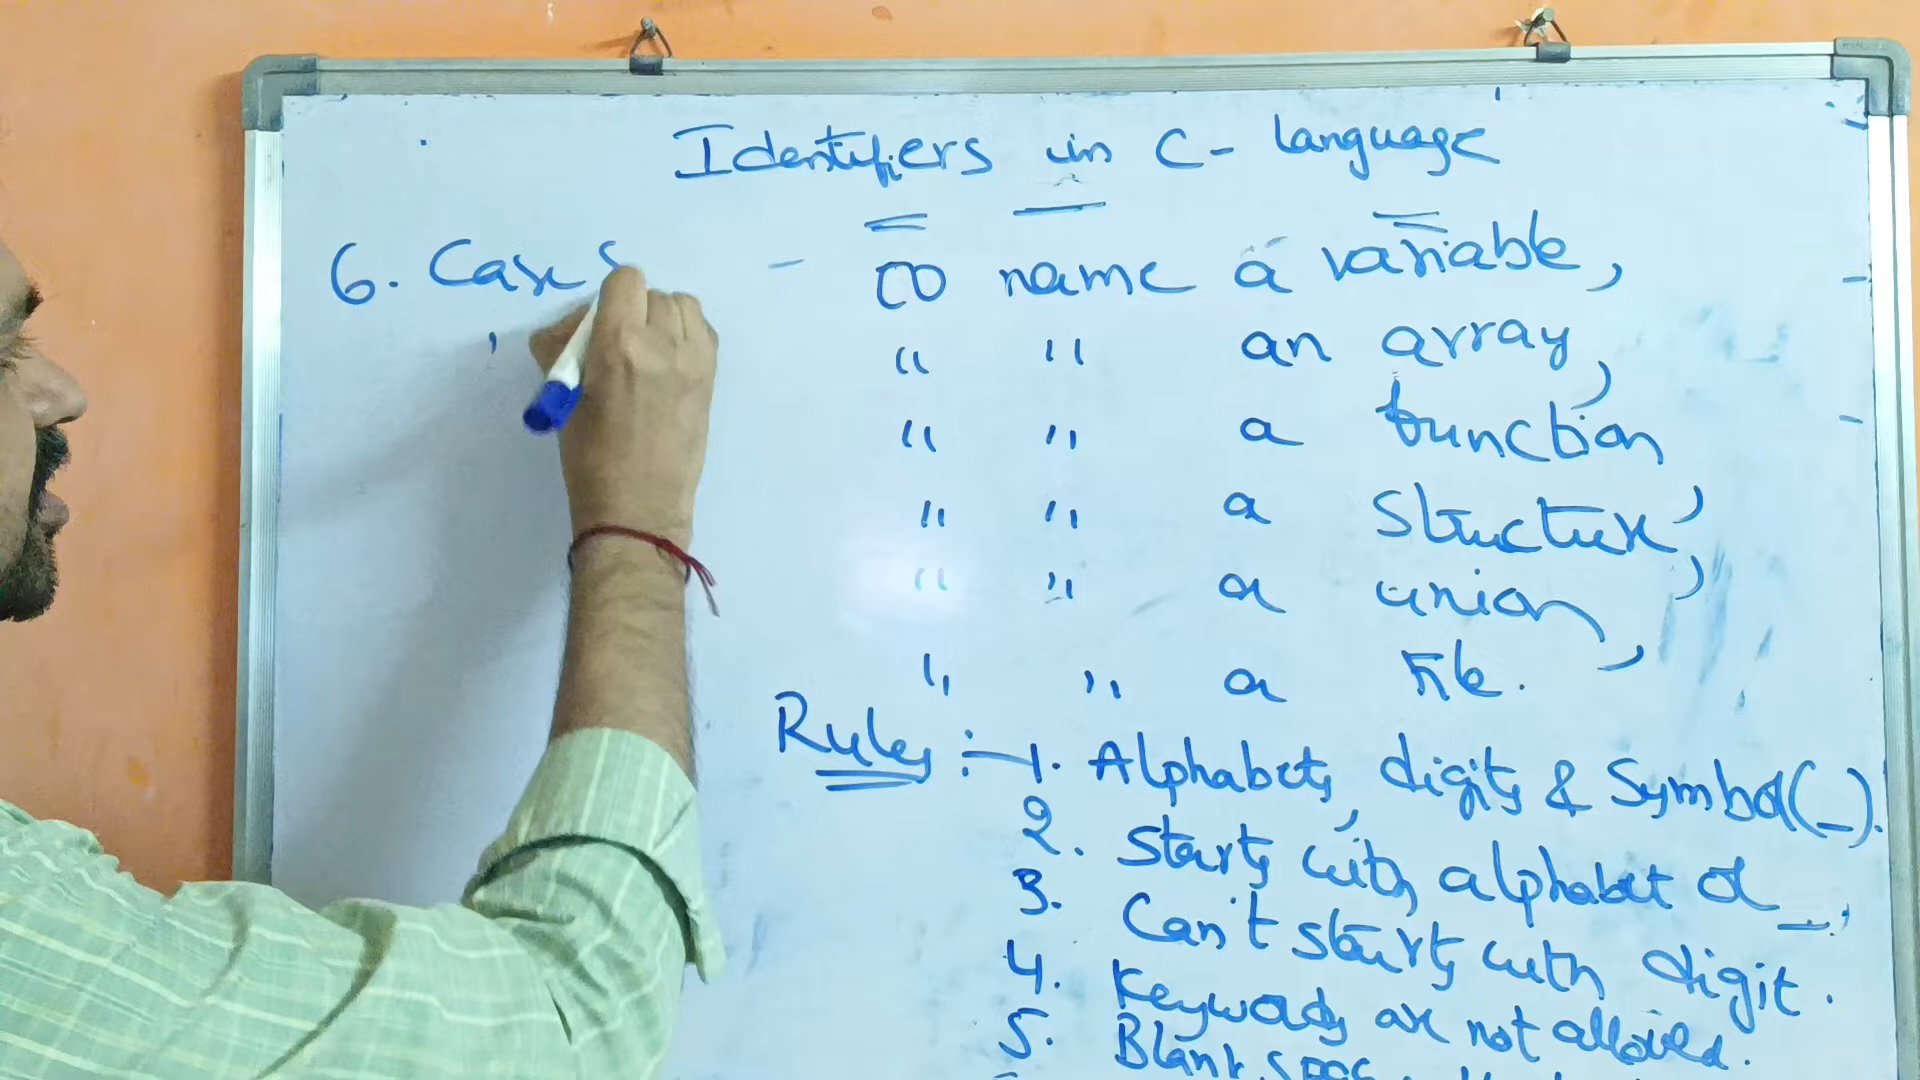 Identifiers in C- language
to name a variable,
" " an array,
" " a function
" " a structure,
" " a union,
" " a file.
Rules :- 1. Alphabets, digits & Symbol(_).
2. Starts with alphabet or _.
3. Can't starts with digit.
4. Keywords are not allowed.
5. Blank
6. Case s